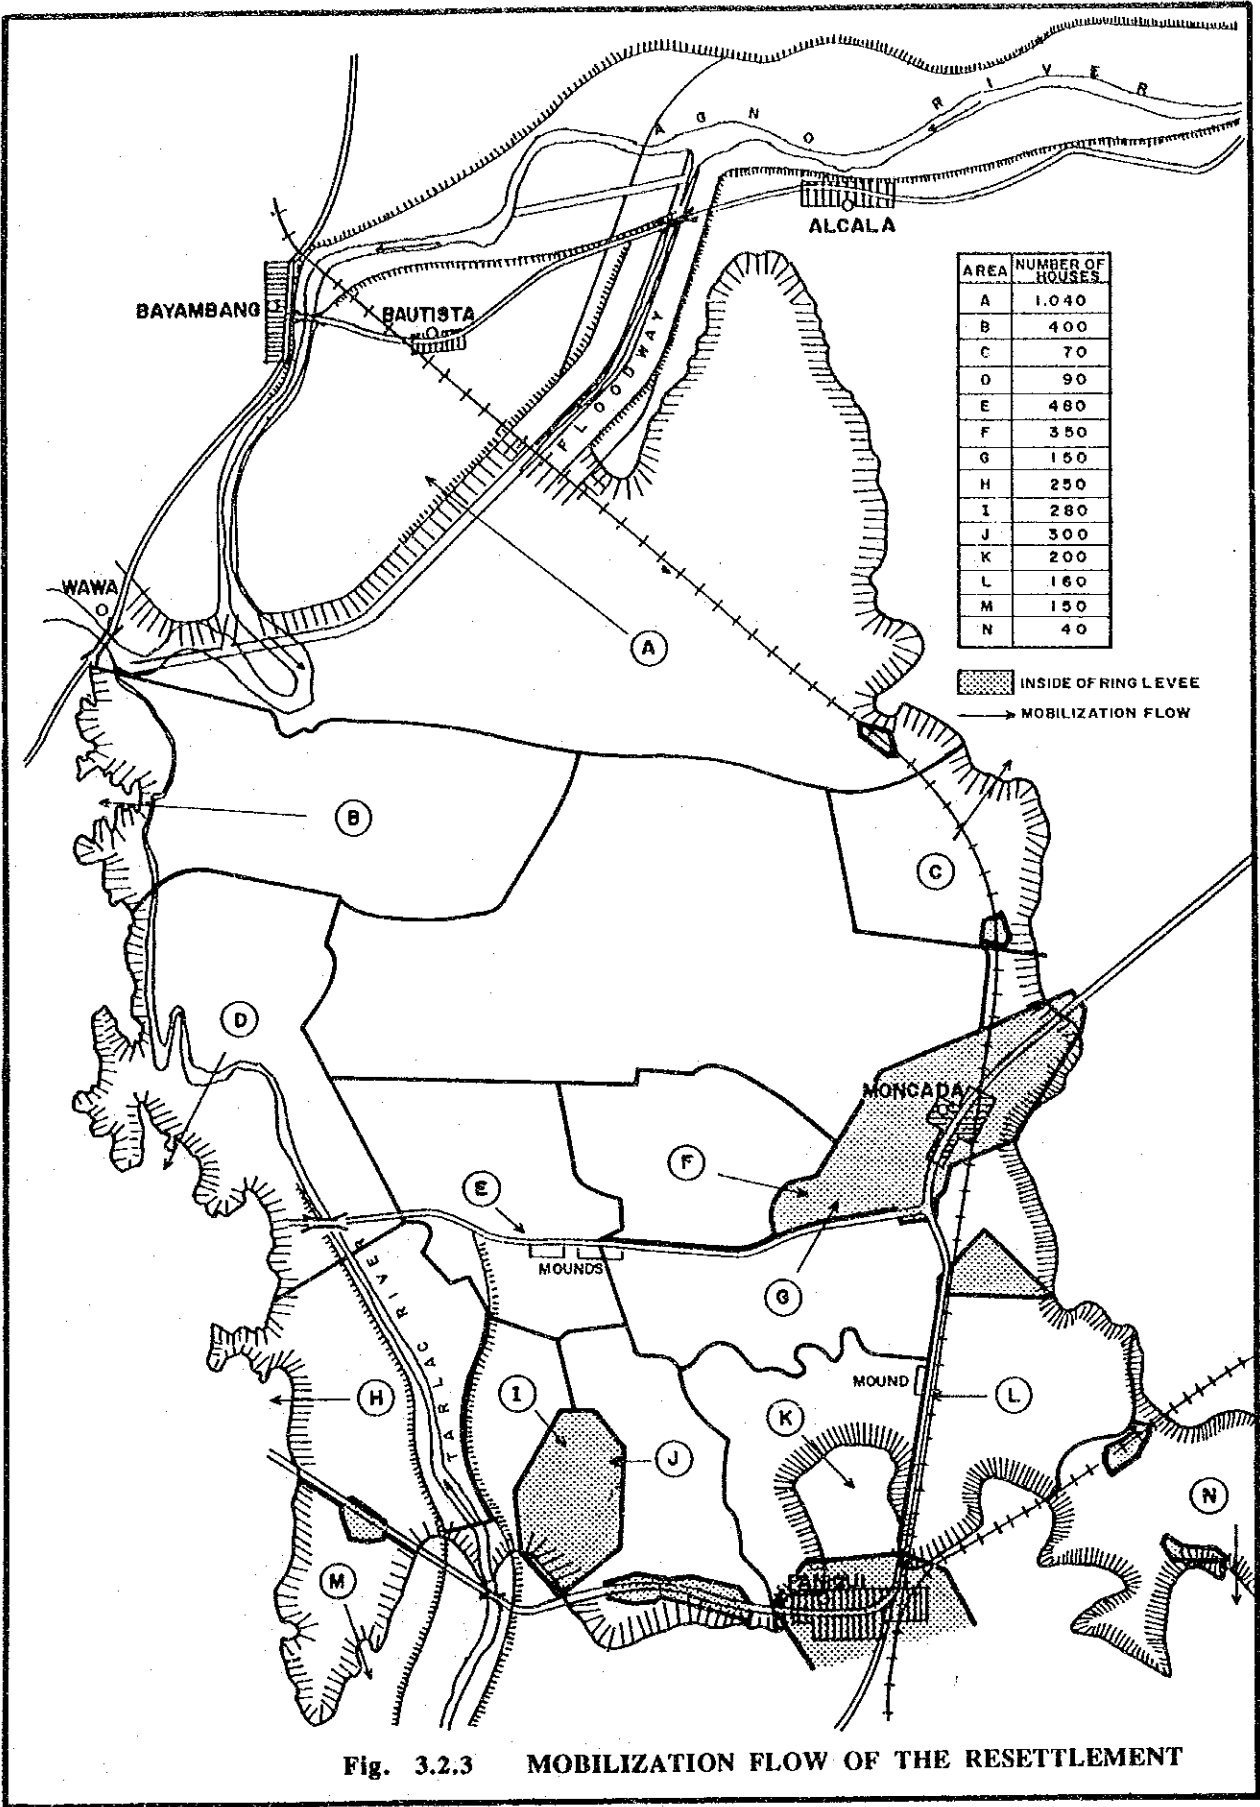 AGNO RIVER
ALCALA
BAYAMBANG
BAUTISTA
FLOODWAY
WAWA
AREA NUMBER OF HOUSES
A 1.040
B 400
C 70
D 90
E 480
F 350
G 150
H 250
I 280
J 300
K 200
L 160
M 150
N 40
INSIDE OF RING LEVEE
MOBILIZATION FLOW
A
B
C
D
MONCADA
F
E
MOUNDS
G
TARLAC RIVER
H
I
MOUND
L
K
J
N
M
PANIQUI
Fig. 3.2.3 MOBILIZATION FLOW OF THE RESETTLEMENT